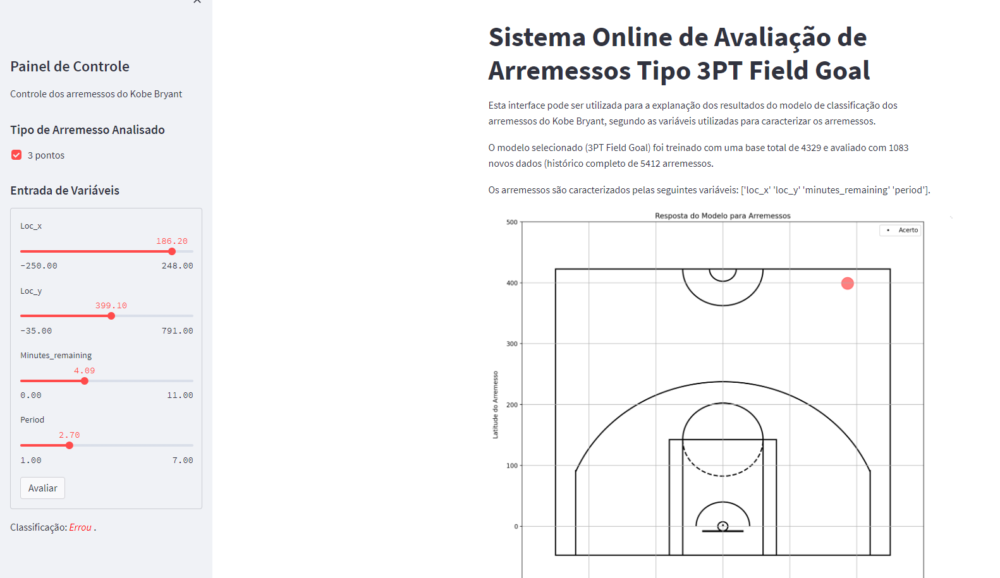 Painel de Controle
Controle dos arremessos do Kobe Bryant
Tipo de Arremesso Analisado
3 pontos
Entrada de Variáveis
Loc_x
186.20
-250.00 248.00
Loc_y
399.10
-35.00 791.00
Minutes_remaining
4.09
0.00 11.00
Period
2.70
1.00 7.00
Avaliar
Classificação: Errou .
Sistema Online de Avaliação de
Arremessos Tipo 3PT Field Goal
Esta interface pode ser utilizada para a explanação dos resultados do modelo de classificação dos
arremessos do Kobe Bryant, segundo as variáveis utilizadas para caracterizar os arremessos.
O modelo selecionado (3PT Field Goal) foi treinado com uma base total de 4329 e avaliado com 1083
novos dados (histórico completo de 5412 arremessos.
Os arremessos são caracterizados pelas seguintes variáveis: ['loc_x' 'loc_y' 'minutes_remaining' 'period'].
Resposta do Modelo para Arremessos
Acerto
500
400
300
200
100
0
Latitude do Arremesso